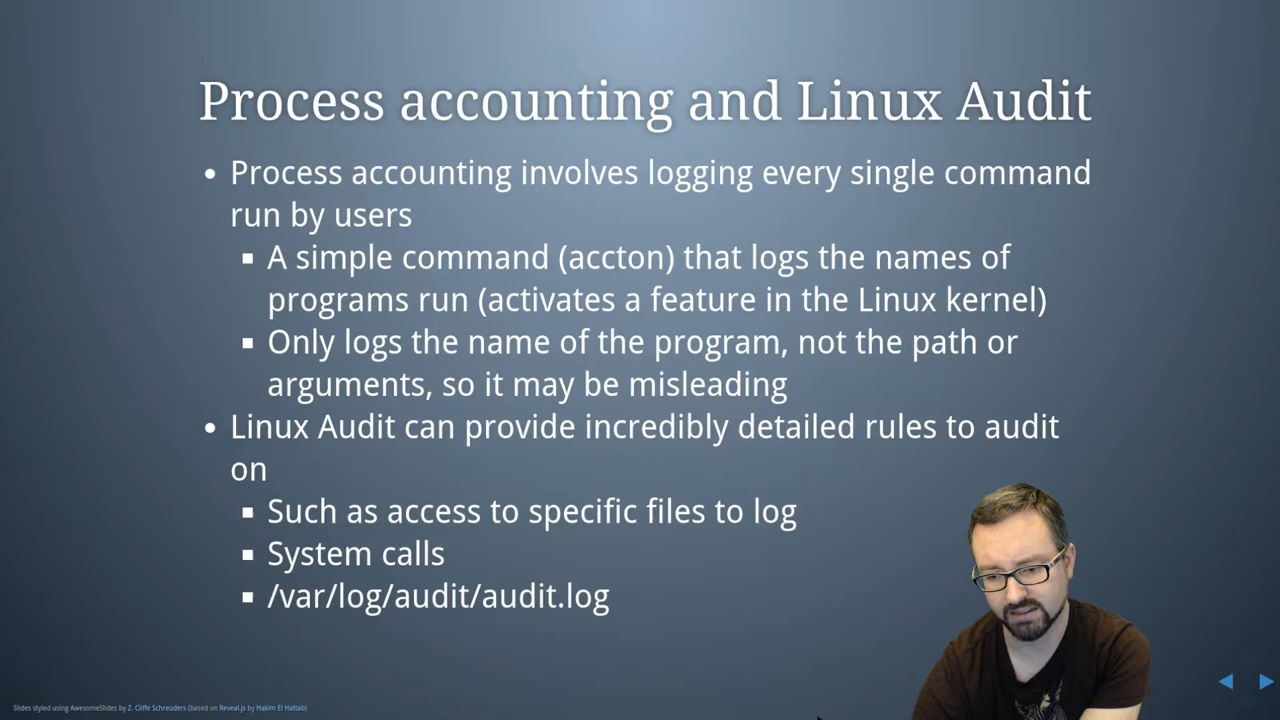 Process accounting and Linux Audit
Process accounting involves logging every single command
run by users
A simple command (accton) that logs the names of
programs run (activates a feature in the Linux kernel)
Only logs the name of the program, not the path or
arguments, so it may be misleading
Linux Audit can provide incredibly detailed rules to audit
on
Such as access to specific files to log
System calls
/var/log/audit/audit.log
Slides styled using AwesomeSlides by Z. Cliffe Schreuders (based on Reveal.js by Hakim El Hattab)